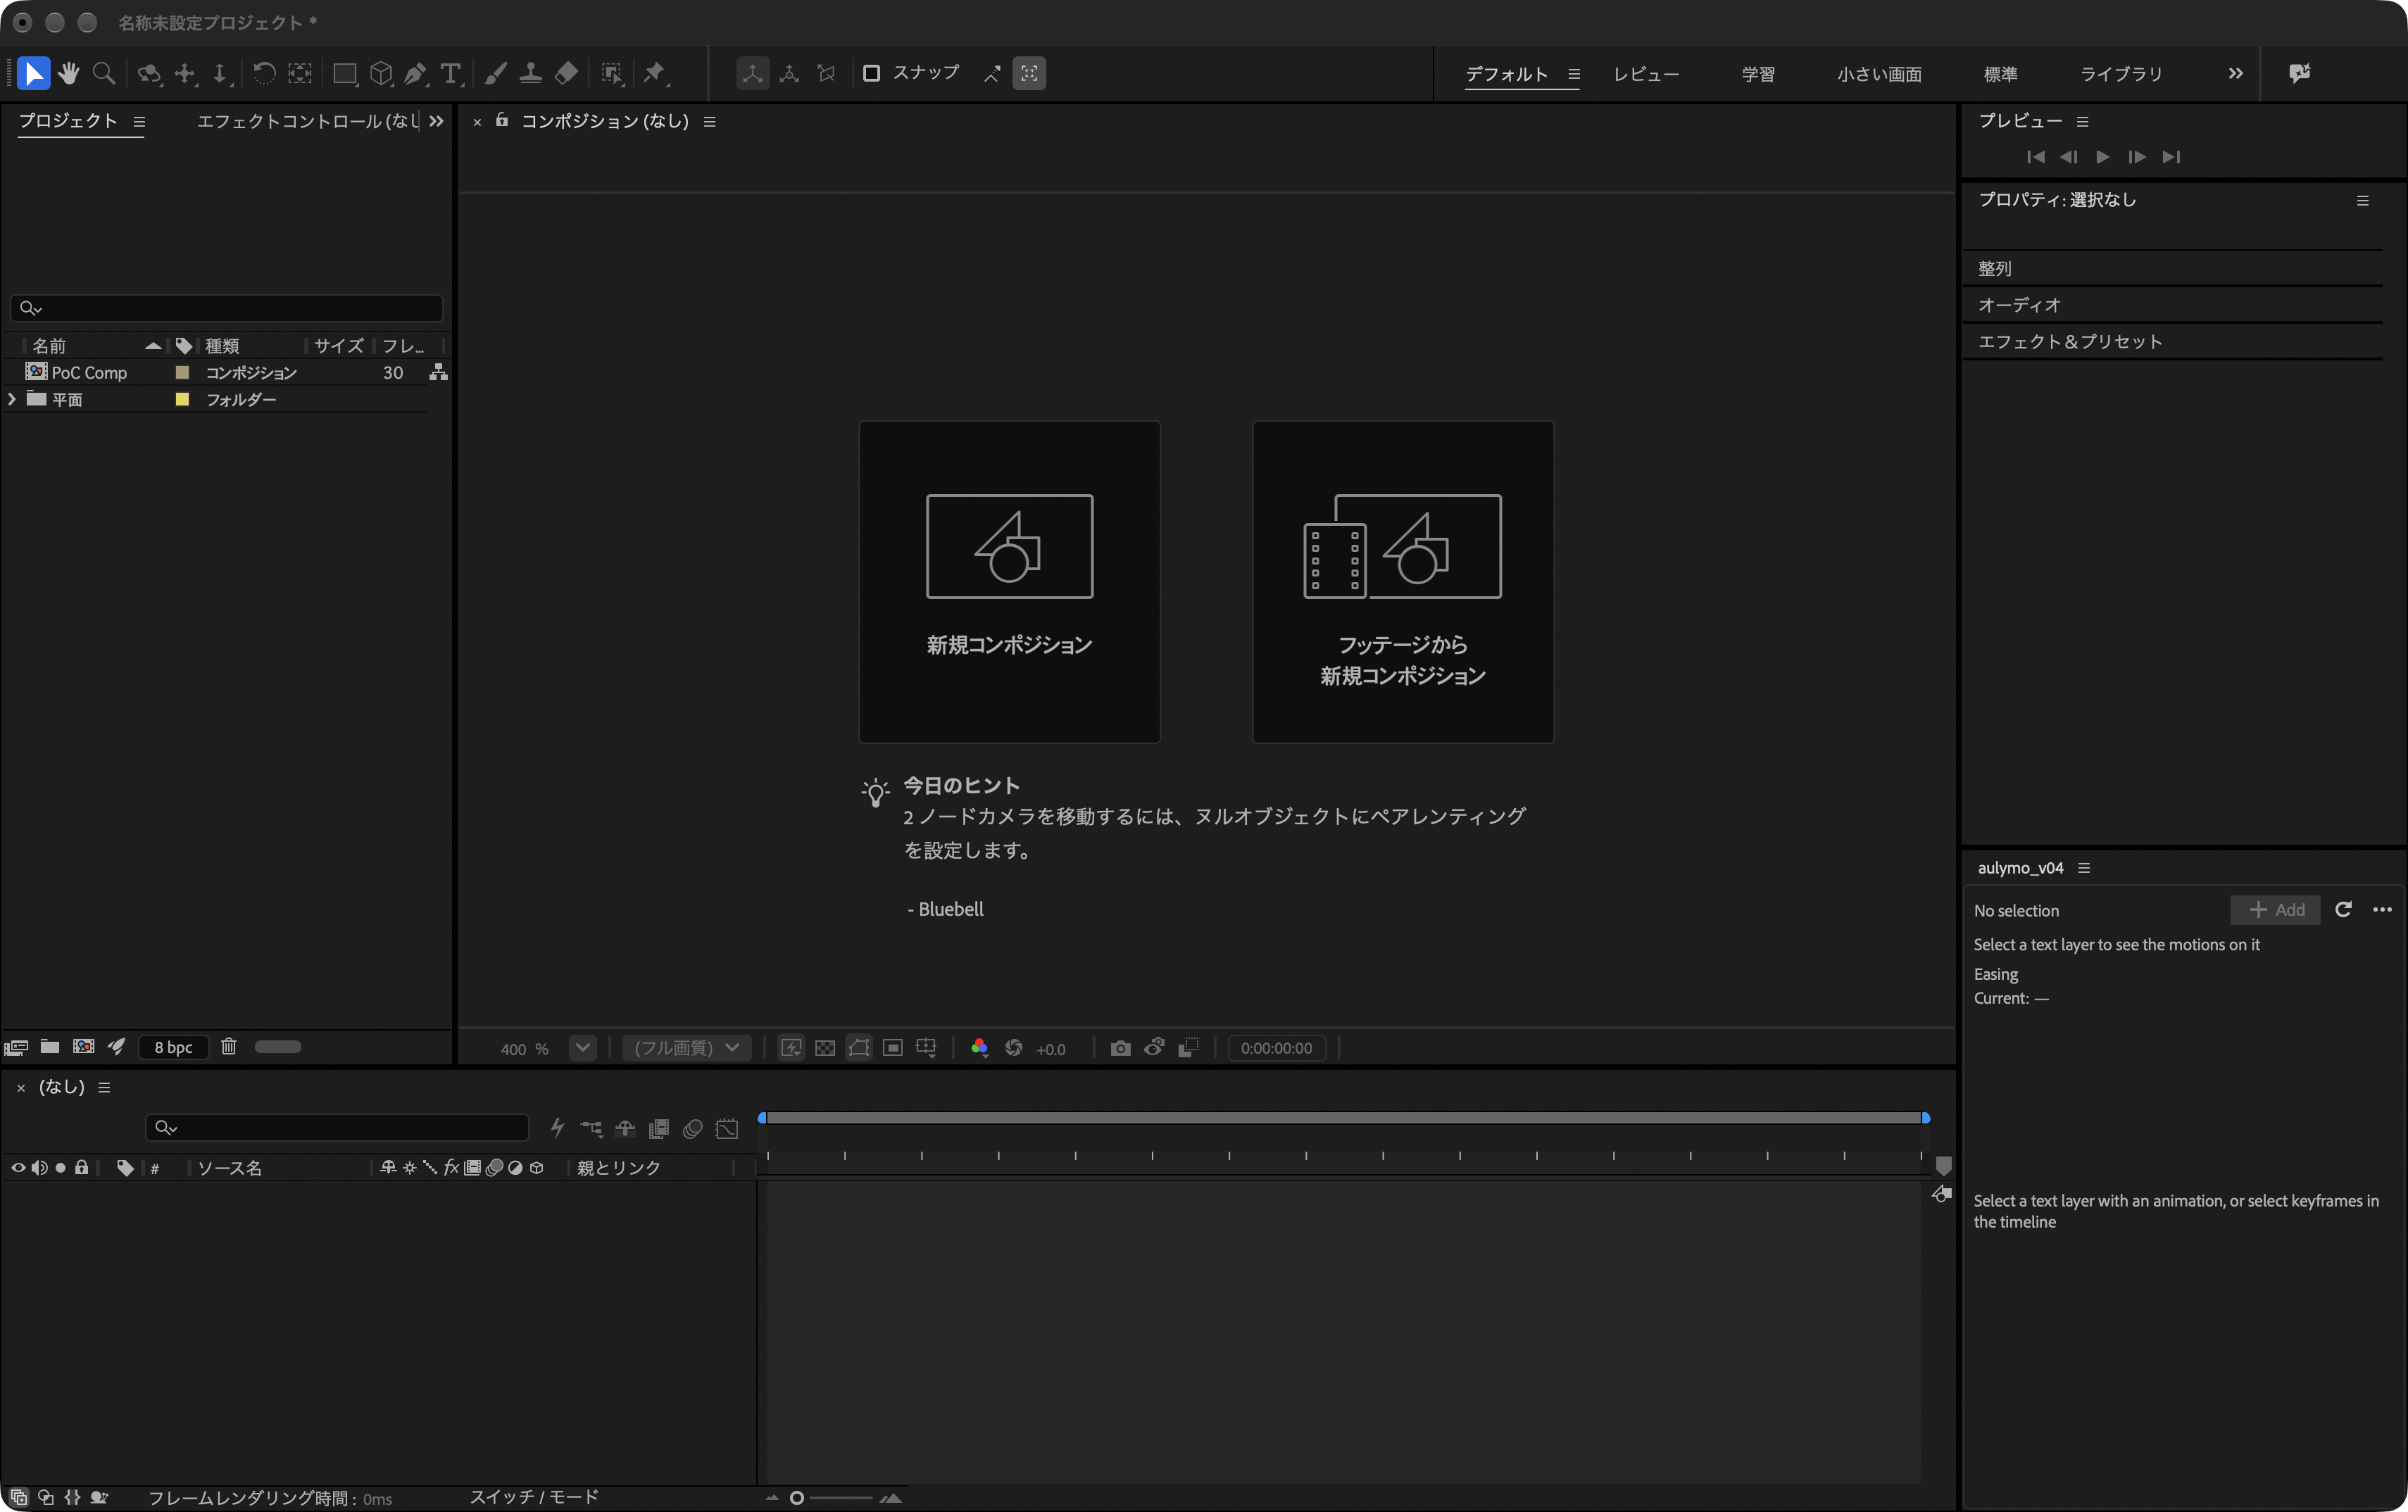 名称未設定プロジェクト *
スナップ
デフォルト
レビュー
学習
小さい画面
標準
ライブラリ
プロジェクト
エフェクトコントロール (なし
コンポジション (なし)
プレビュー
プロパティ: 選択なし
整列
オーディオ
エフェクト＆プリセット
名前 種類 サイズ フレ...
PoC Comp コンポジション 30
平面 フォルダー
新規コンポジション
フッテージから
新規コンポジション
今日のヒント
2 ノードカメラを移動するには、ヌルオブジェクトにペアレンティング
を設定します。
- Bluebell
aulymo_v04
No selection
Add
Select a text layer to see the motions on it
Easing
Current: —
Select a text layer with an animation, or select keyframes in
the timeline
8 bpc
400 %
(フル画質)
+0.0
0:00:00:00
(なし)
# ソース名 fx 親とリンク
フレームレンダリング時間 : 0ms
スイッチ / モード